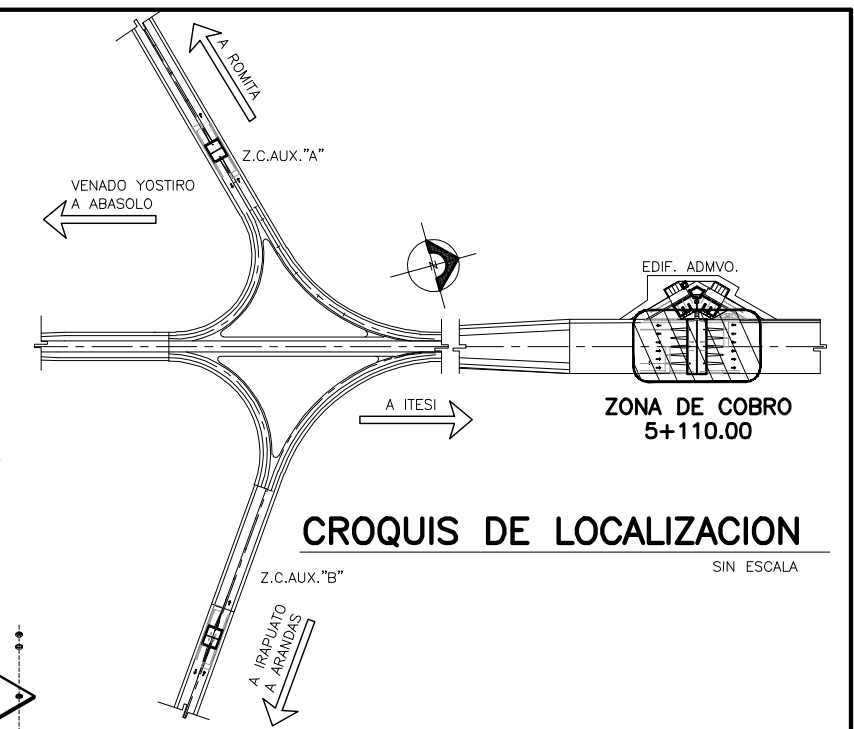 A ROMITA
Z.C.AUX."A"
VENADO YOSTIRO
A ABASOLO
N
EDIF. ADMVO.
A ITESI
ZONA DE COBRO
5+110.00
CROQUIS DE LOCALIZACION
SIN ESCALA
Z.C.AUX."B"
A IRAPUATO
A ARANDAS